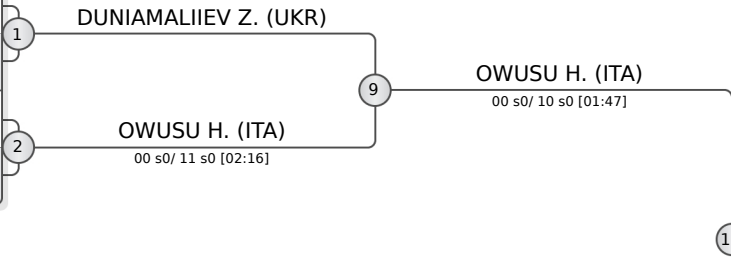 DUNIAMALIIEV Z. (UKR)
1
OWUSU H. (ITA)
00 s0/ 10 s0 [01:47]
9
OWUSU H. (ITA)
2
00 s0/ 11 s0 [02:16]